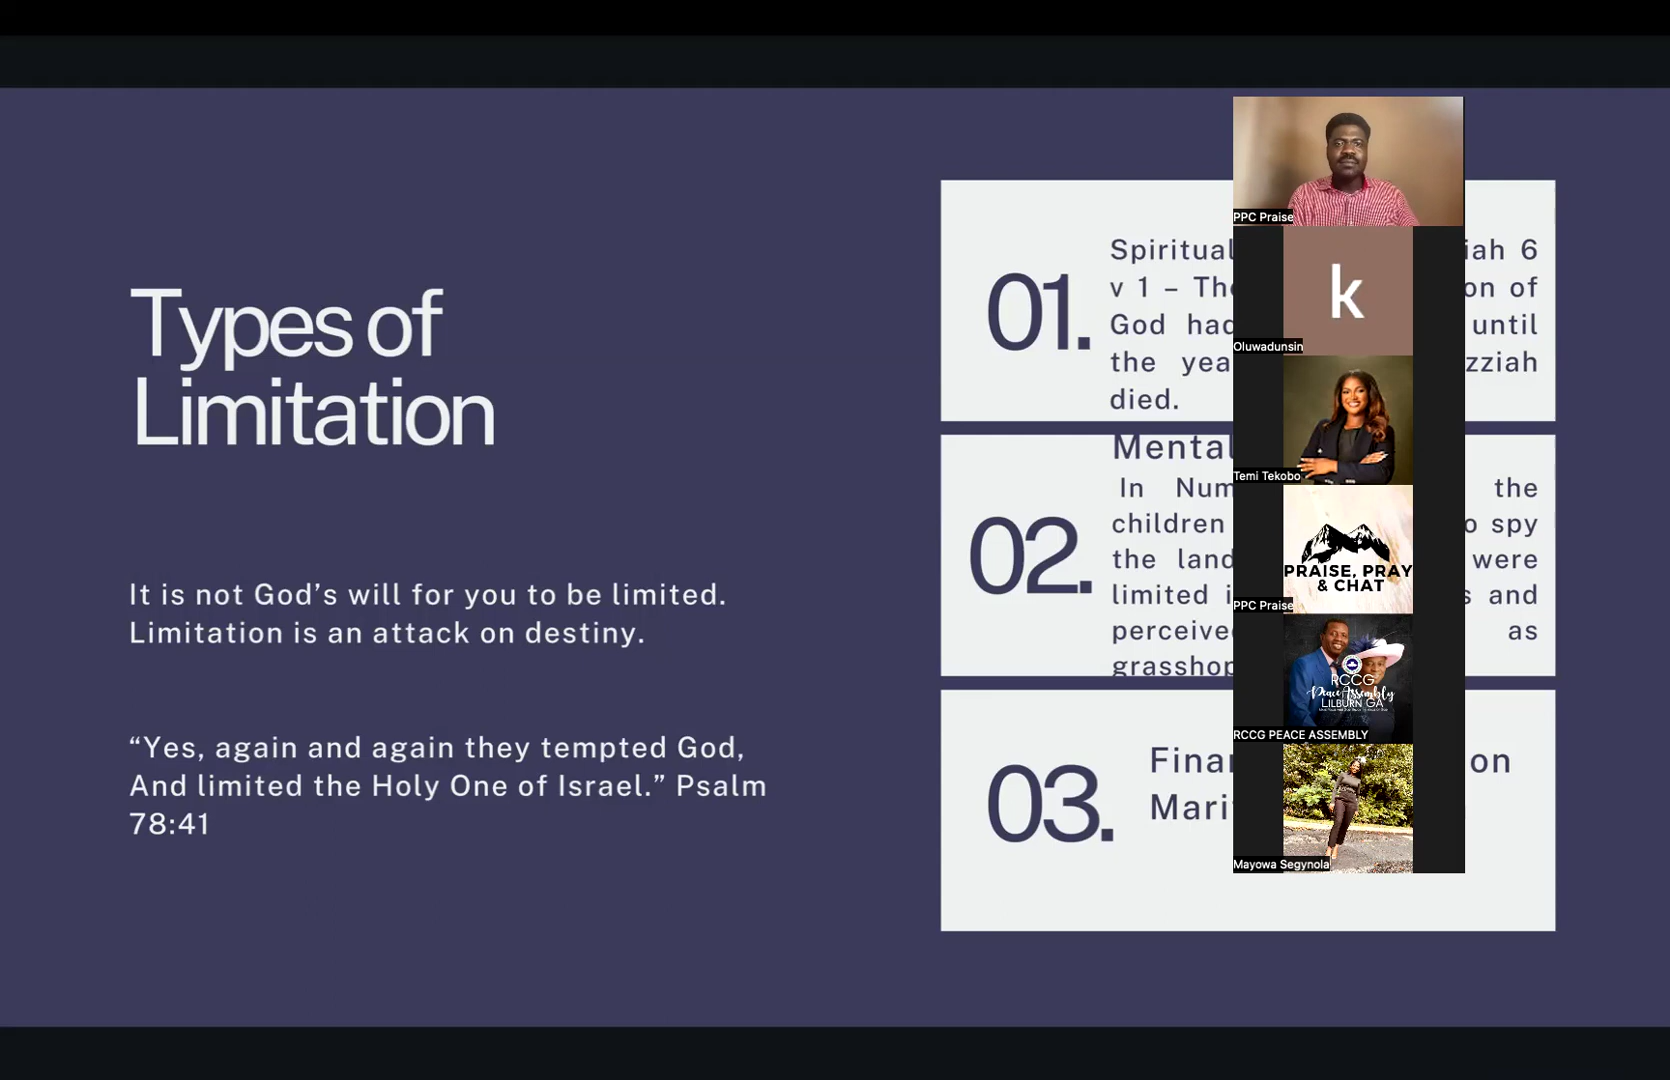 Types of
Limitation
It is not God’s will for you to be limited.
Limitation is an attack on destiny.
“Yes, again and again they tempted God,
And limited the Holy One of Israel.” Psalm
78:41
01.
Spiritual iah 6
v 1 – The on of
God had until
the yea zziah
died.
02.
Mental
In Num the
children o spy
the land were
limited i s and
perceive as
grasshop
03.
Finan on
Mari
PPC Praise
k
Oluwadunsin
Temi Tekobo
PRAISE, PRAY
& CHAT
PPC Praise
RCCG
Peace Assembly
LILBURN GA
RCCG PEACE ASSEMBLY
Mayowa Segynola